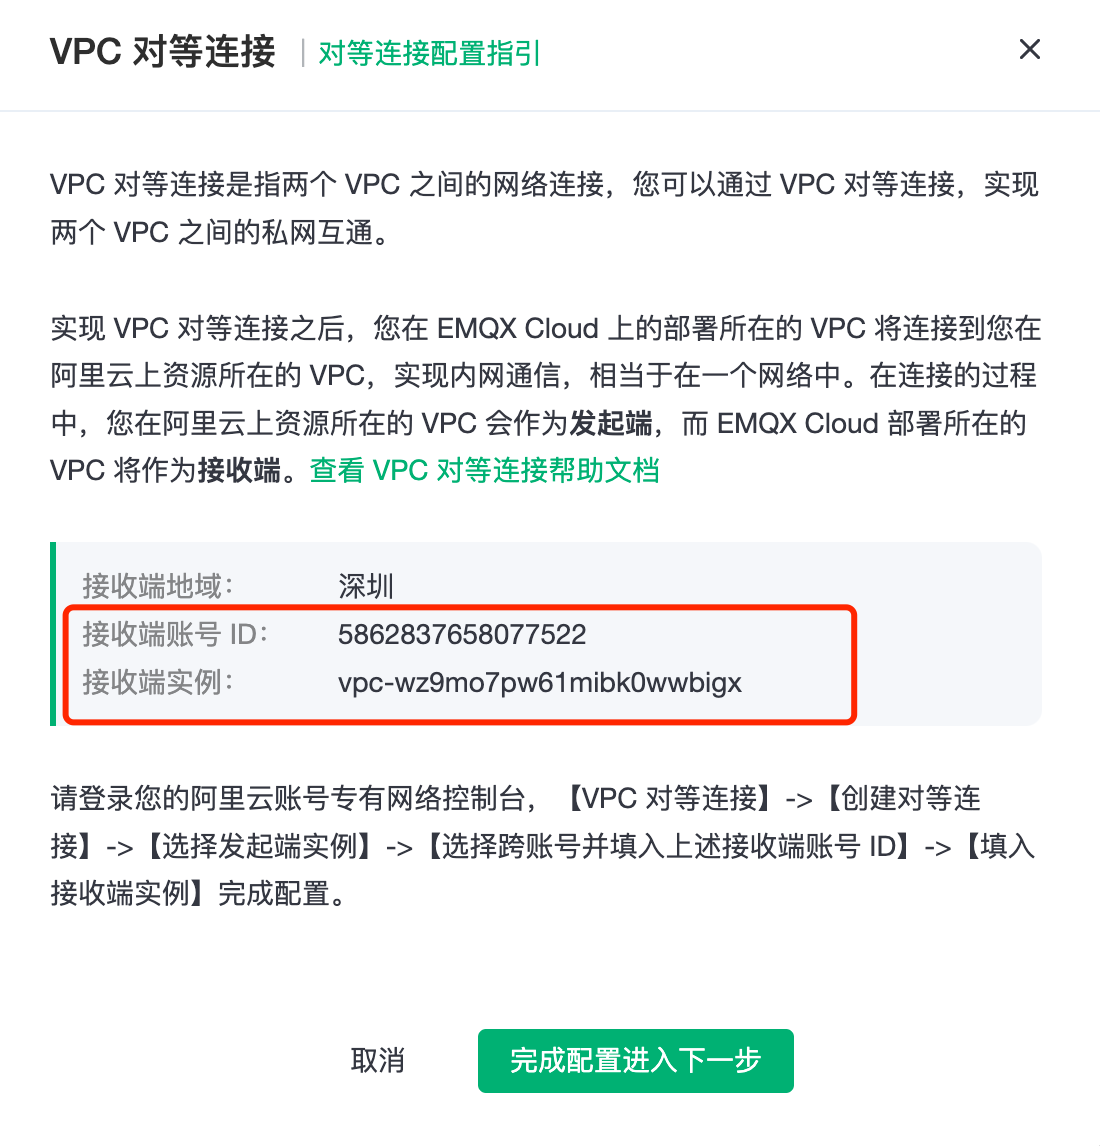 VPC 对等连接 | 对等连接配置指引
VPC 对等连接是指两个 VPC 之间的网络连接，您可以通过 VPC 对等连接，实现
两个 VPC 之间的私网互通。
实现 VPC 对等连接之后，您在 EMQX Cloud 上的部署所在的 VPC 将连接到您在
阿里云上资源所在的 VPC，实现内网通信，相当于在一个网络中。在连接的过程
中，您在阿里云上资源所在的 VPC 会作为发起端，而 EMQX Cloud 部署所在的
VPC 将作为接收端。查看 VPC 对等连接帮助文档
接收端地域： 深圳
接收端账号 ID： 5862837658077522
接收端实例： vpc-wz9mo7pw61mibk0wwbigx
请登录您的阿里云账号专有网络控制台，【VPC 对等连接】->【创建对等连
接】->【选择发起端实例】->【选择跨账号并填入上述接收端账号 ID】->【填入
接收端实例】完成配置。
取消 完成配置进入下一步